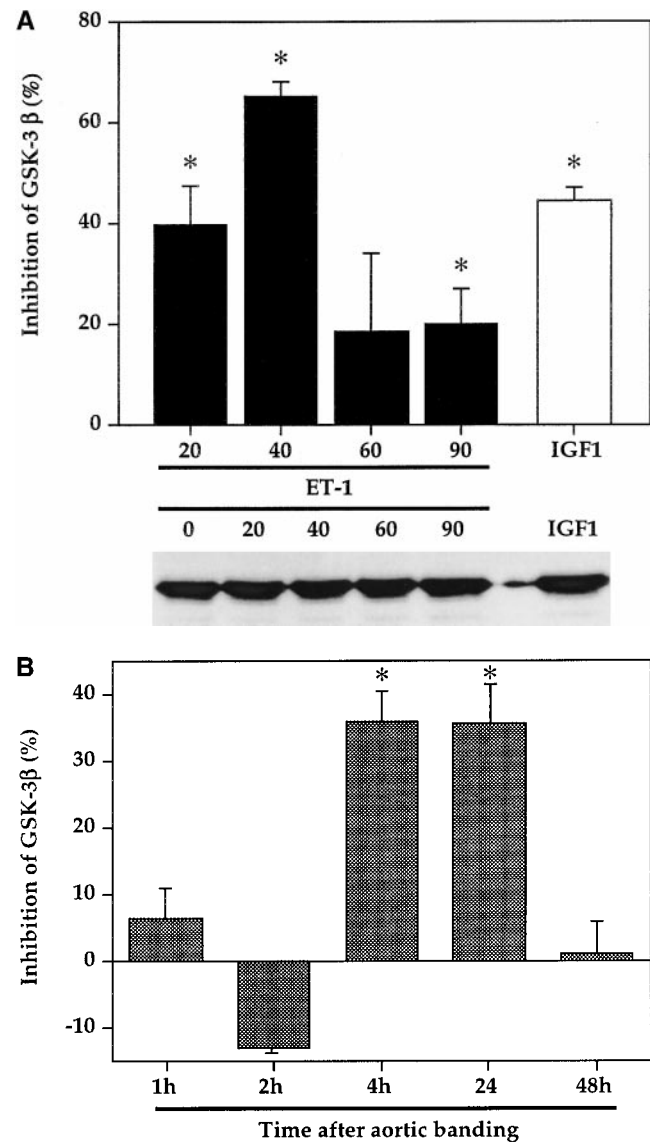 A
Inhibition of GSK-3 β (%)
80
60
40
20
0
* * * *
20 40 60 90 IGF1
ET-1
0 20 40 60 90 IGF1
B
Inhibition of GSK-3β (%)
40
30
20
10
0
-10
* *
1h 2h 4h 24 48h
Time after aortic banding